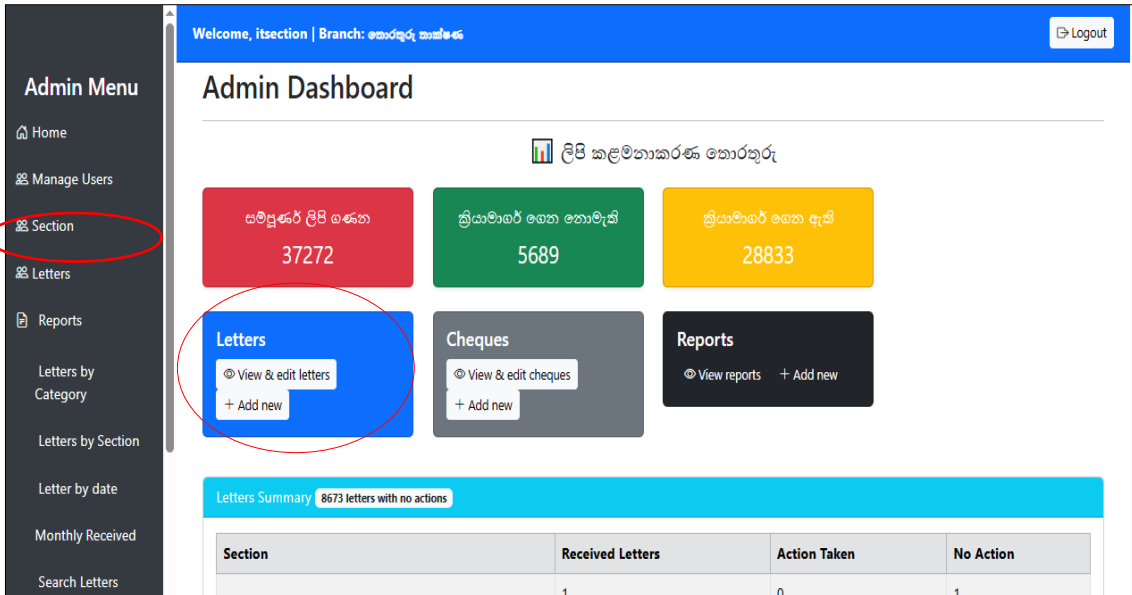 Welcome, itsection | Branch: තොරතුරු තාක්ෂණ
Logout
Admin Menu
Home
Manage Users
Section
Letters
Reports
Letters by
Category
Letters by Section
Letter by date
Monthly Received
Search Letters
Admin Dashboard
ලිපි කළමනාකරණ තොරතුරු
සම්පූණර් ලිපි ගණන
37272
ක්‍රියාමාගර් ගෙන නොමැති
5689
ක්‍රියාමාගර් ගෙන ඇති
28833
Letters
View & edit letters
+ Add new
Cheques
View & edit cheques
+ Add new
Reports
View reports + Add new
Letters Summary 8673 letters with no actions
Section Received Letters Action Taken No Action
1 0 1